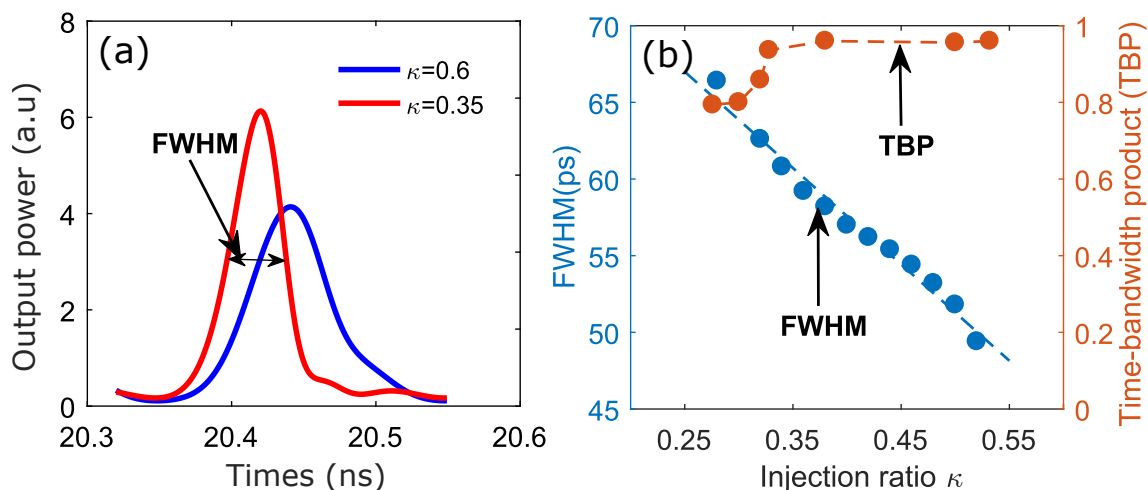 (a)
8
6
4
2
0
Output power (a.u)
20.3
20.4
20.5
20.6
Times (ns)
κ=0.6
κ=0.35
FWHM
(b)
70
65
60
55
50
45
FWHM(ps)
1
0.8
0.6
0.4
0.2
0
Time-bandwidth product (TBP)
0.25
0.35
0.45
0.55
Injection ratio κ
TBP
FWHM